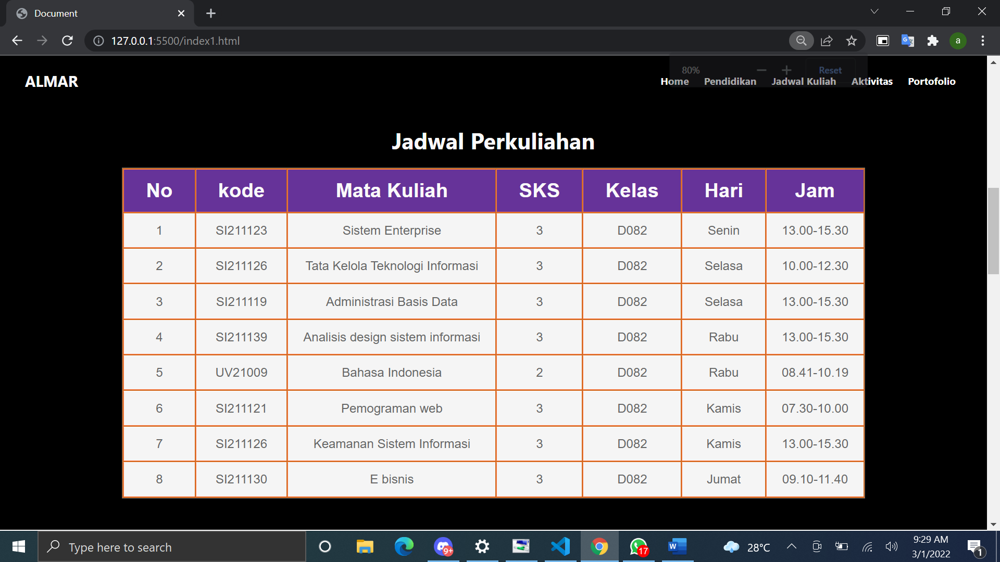 Document
127.0.0.1:5500/index1.html
a
80% Reset
ALMAR Home Pendidikan Jadwal Kuliah Aktivitas Portofolio
Jadwal Perkuliahan
No kode Mata Kuliah SKS Kelas Hari Jam
1 SI211123 Sistem Enterprise 3 D082 Senin 13.00-15.30
2 SI211126 Tata Kelola Teknologi Informasi 3 D082 Selasa 10.00-12.30
3 SI211119 Administrasi Basis Data 3 D082 Selasa 13.00-15.30
4 SI211139 Analisis design sistem informasi 3 D082 Rabu 13.00-15.30
5 UV21009 Bahasa Indonesia 2 D082 Rabu 08.41-10.19
6 SI211121 Pemograman web 3 D082 Kamis 07.30-10.00
7 SI211126 Keamanan Sistem Informasi 3 D082 Kamis 13.00-15.30
8 SI211130 E bisnis 3 D082 Jumat 09.10-11.40
Type here to search 9+ 17 W 28°C 9:29 AM
3/1/2022 1